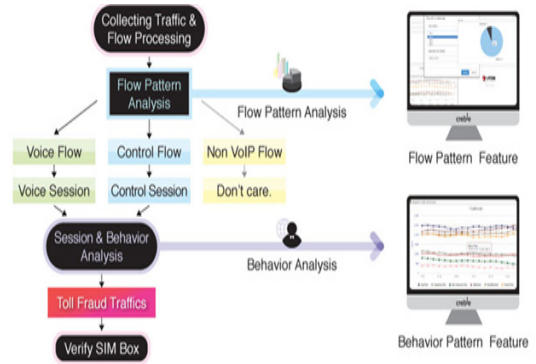 Collecting Traffic &
Flow Processing
Flow Pattern
Analysis
Flow Pattern Analysis
Flow Pattern Feature
Voice Flow
Control Flow
Non VoIP Flow
Voice Session
Control Session
Don't care.
Session & Behavior
Analysis
Behavior Analysis
Behavior Pattern Feature
Toll Fraud Traffics
Verify SIM Box